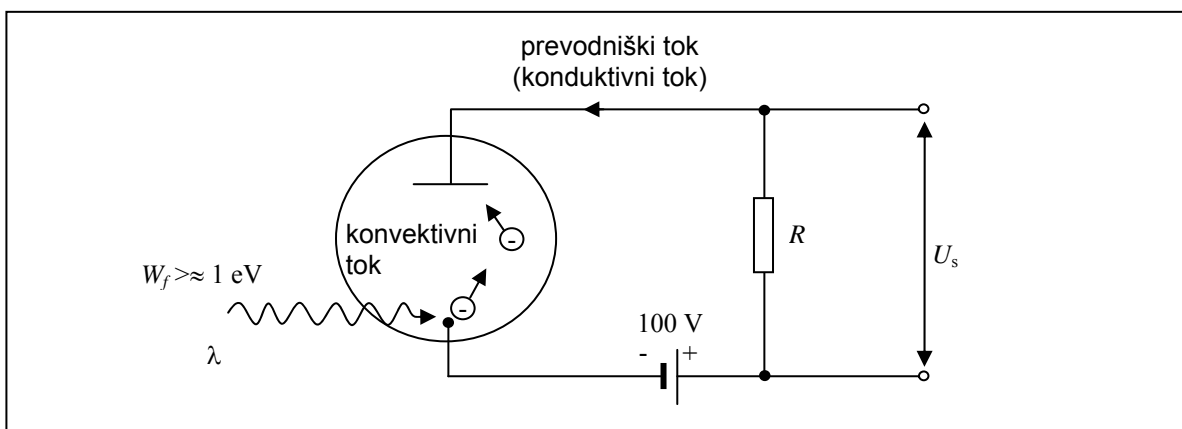 prevodniški tok
(konduktivni tok)
konvektivni
tok
-
-
W_f >≈ 1 eV
λ
100 V
- +
R
U_s